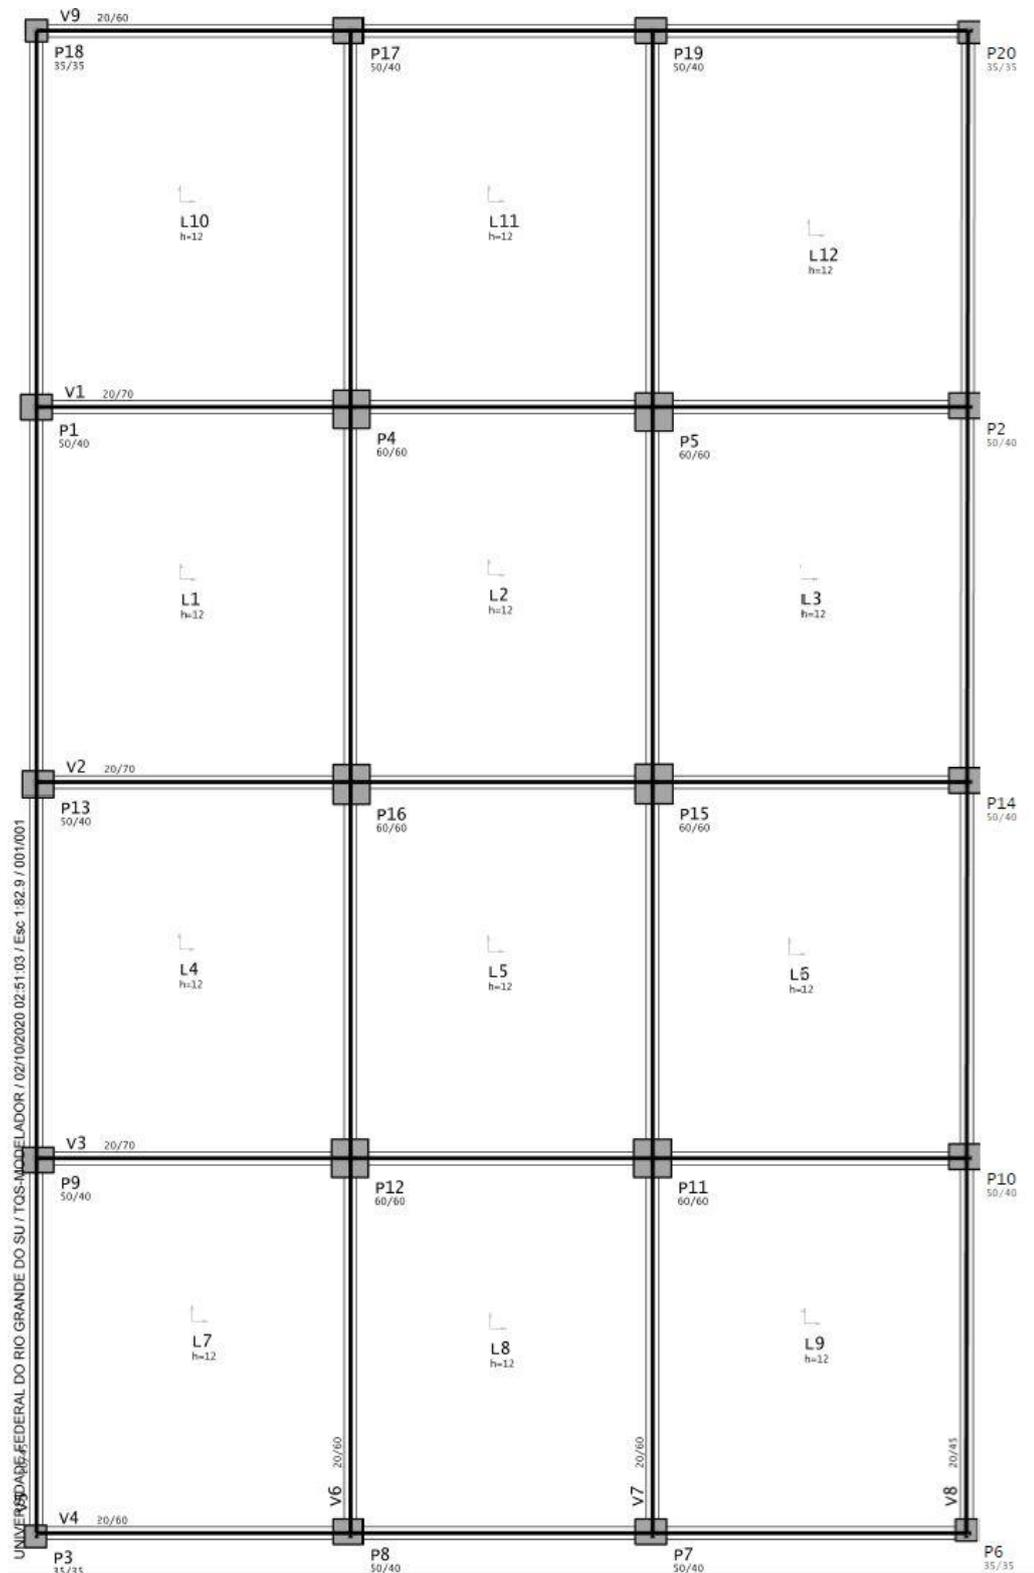 V9 20/60
P18
35/35
P17
50/40
P19
50/40
P20
35/35
L10
h=12
L11
h=12
L12
h=12
V1 20/70
P1
50/40
P4
60/60
P5
60/60
P2
50/40
L1
h=12
L2
h=12
L3
h=12
V2 20/70
P13
50/40
P16
60/60
P15
60/60
P14
50/40
L4
h=12
L5
h=12
L6
h=12
V3 20/70
P9
50/40
P12
60/60
P11
60/60
P10
50/40
L7
h=12
L8
h=12
L9
h=12
V6 20/60
V7 20/60
V8 20/45
V4 20/60
P3
35/35
P8
50/40
P7
50/40
P6
35/35
UNIVERSIDADE FEDERAL DO RIO GRANDE DO SU / TQS-MODELADOR / 02/10/2020 02:51:03 / Esc 1:82.9 / 001/001